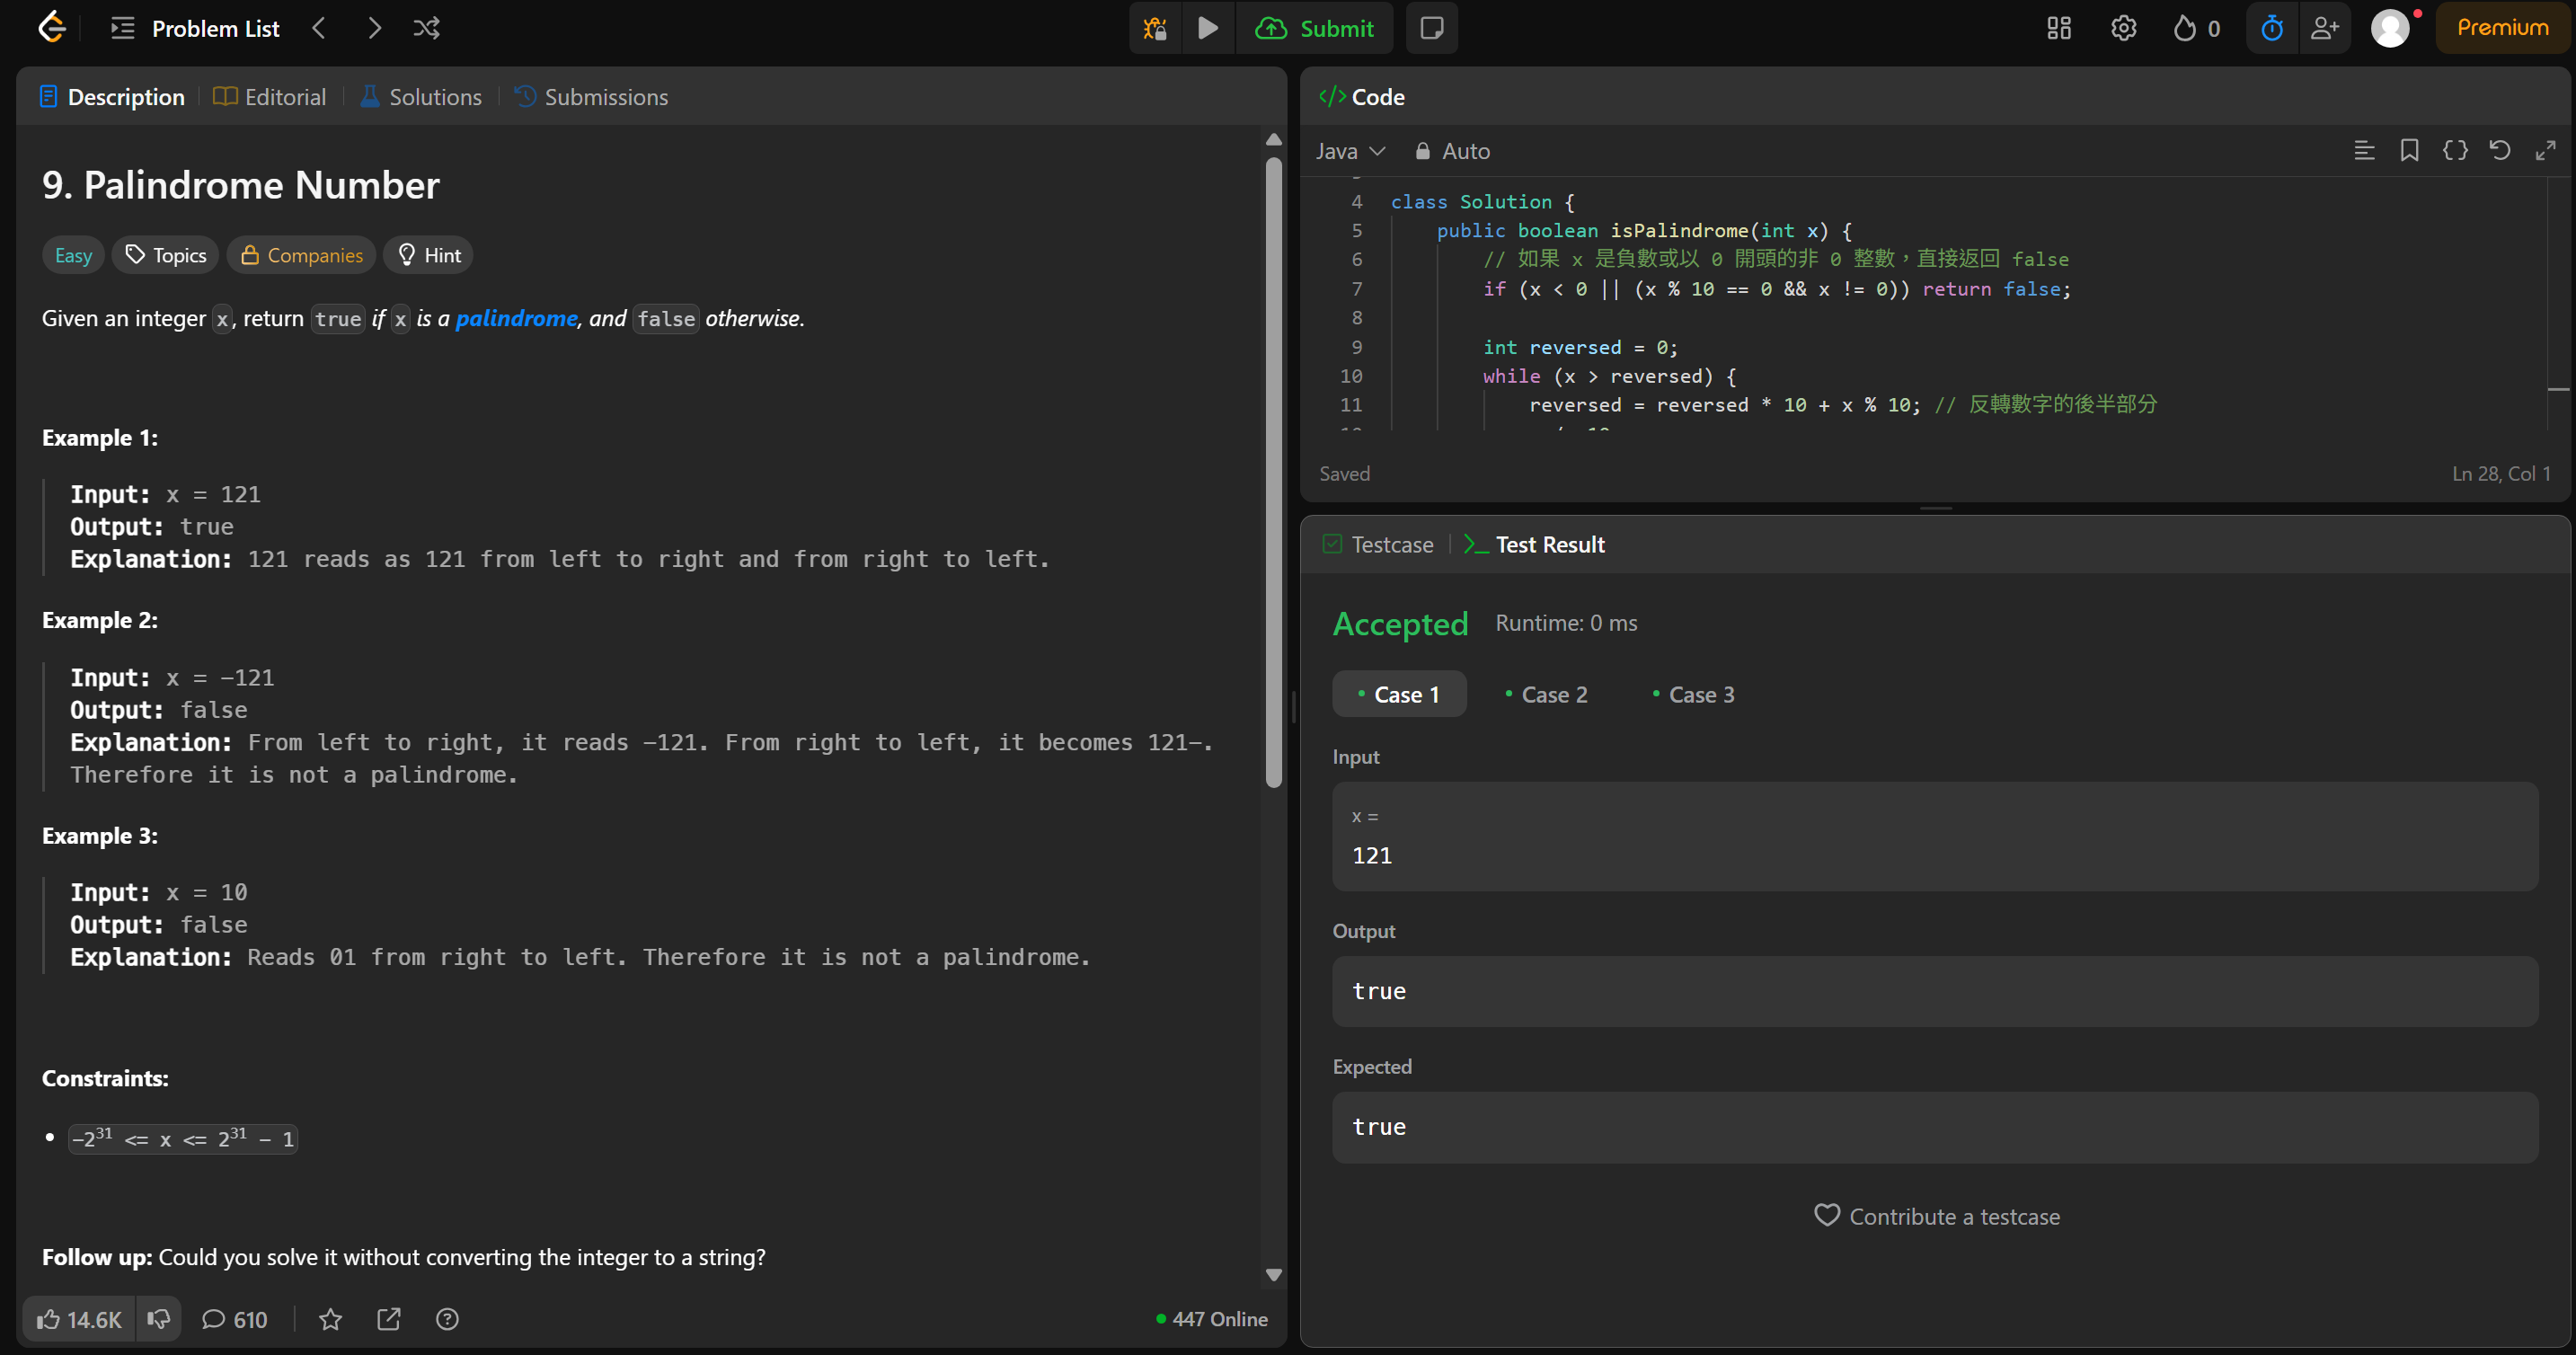 Problem List
Submit
0
Premium
Description
Editorial
Solutions
Submissions
9. Palindrome Number
Easy
Topics
Companies
Hint
Given an integer x, return true if x is a palindrome, and false otherwise.
Example 1:
Input: x = 121
Output: true
Explanation: 121 reads as 121 from left to right and from right to left.
Example 2:
Input: x = -121
Output: false
Explanation: From left to right, it reads -121. From right to left, it becomes 121-.
Therefore it is not a palindrome.
Example 3:
Input: x = 10
Output: false
Explanation: Reads 01 from right to left. Therefore it is not a palindrome.
Constraints:
-2^31 <= x <= 2^31 - 1
Follow up: Could you solve it without converting the integer to a string?
14.6K
610
447 Online
</> Code
Java
Auto
4 class Solution {
5 public boolean isPalindrome(int x) {
6 // 如果 x 是負數或以 0 開頭的非 0 整數，直接返回 false
7 if (x < 0 || (x % 10 == 0 && x != 0)) return false;
8
9 int reversed = 0;
10 while (x > reversed) {
11 reversed = reversed * 10 + x % 10; // 反轉數字的後半部分
Saved
Ln 28, Col 1
Testcase
Test Result
Accepted
Runtime: 0 ms
Case 1
Case 2
Case 3
Input
x =
121
Output
true
Expected
true
Contribute a testcase